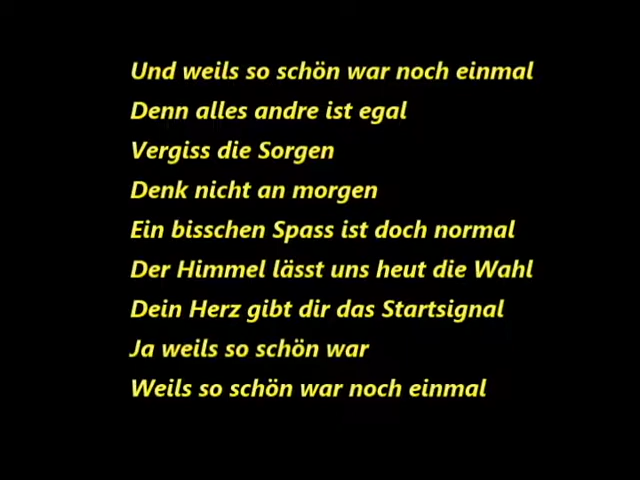 Und weils so schön war noch einmal
Denn alles andre ist egal
Vergiss die Sorgen
Denk nicht an morgen
Ein bisschen Spass ist doch normal
Der Himmel lässt uns heut die Wahl
Dein Herz gibt dir das Startsignal
Ja weils so schön war
Weils so schön war noch einmal